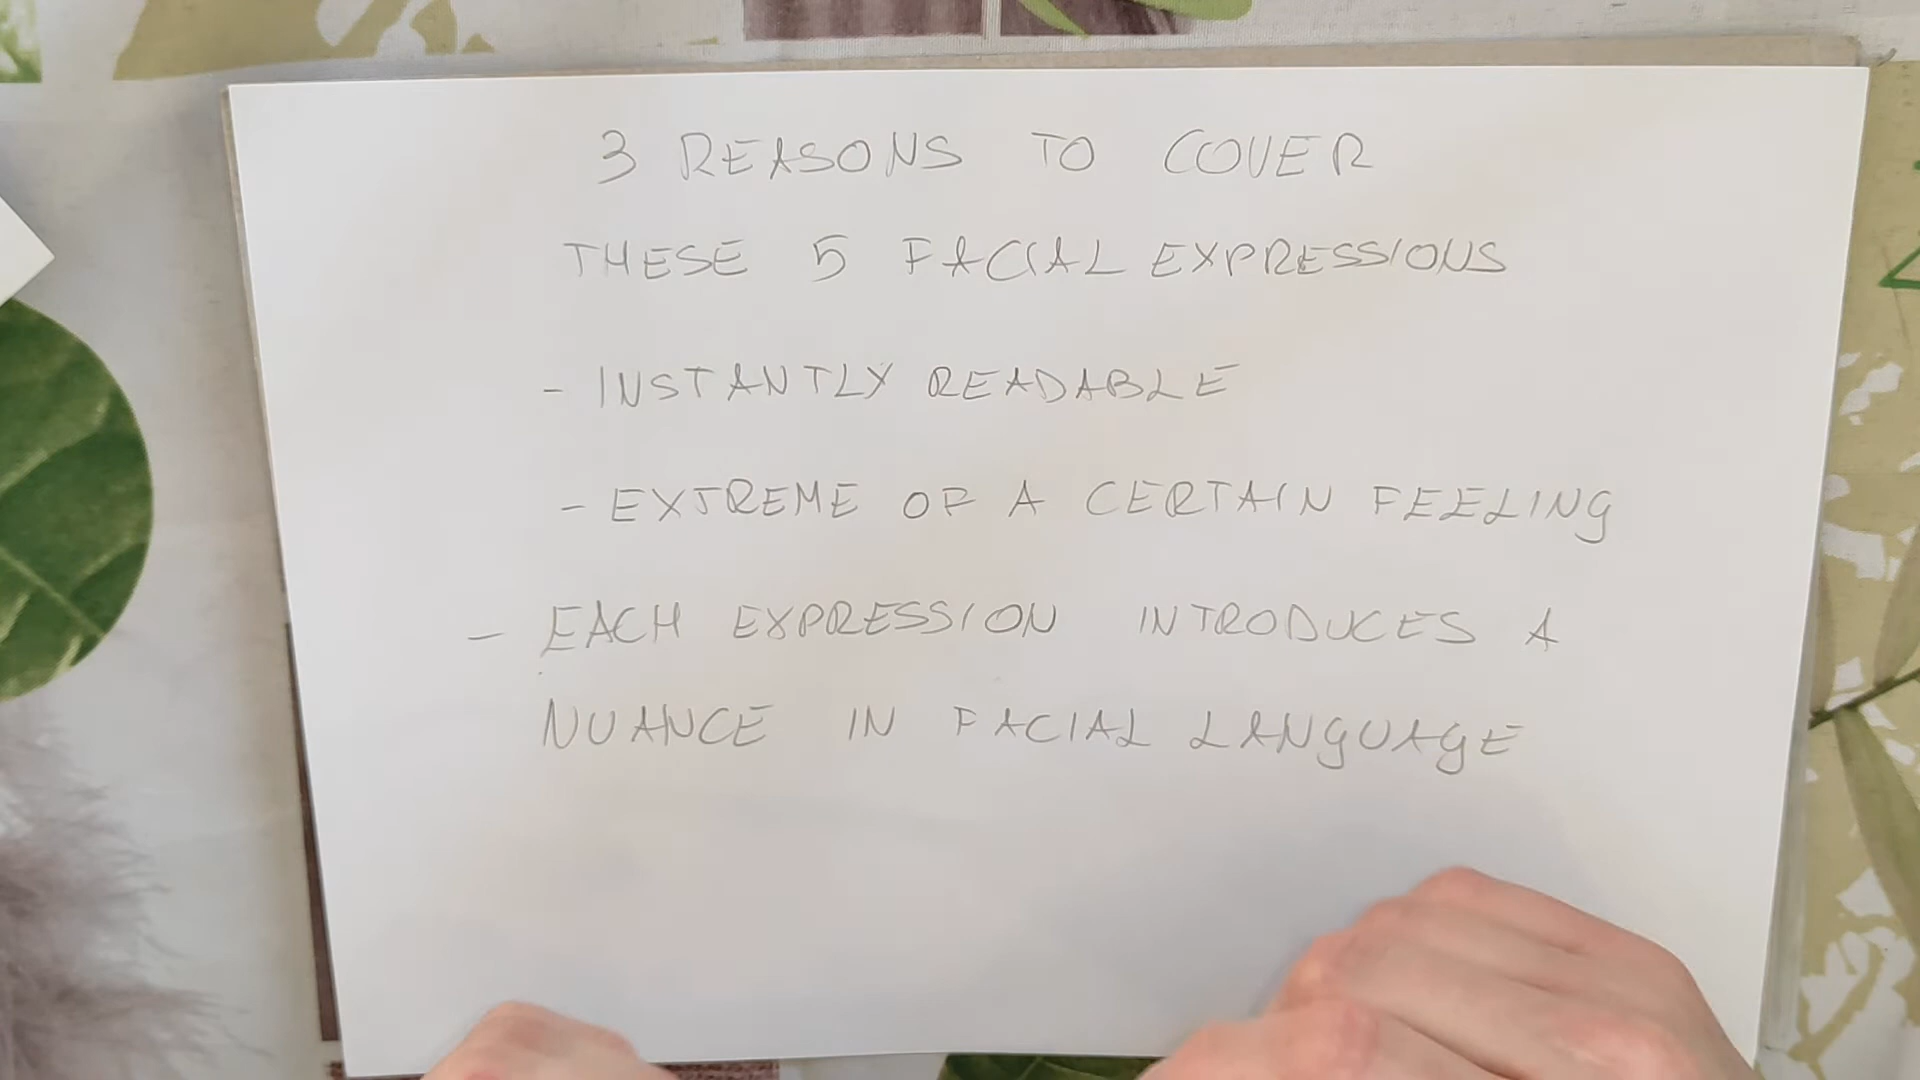 3 REASONS TO COVER
THESE 5 FACIAL EXPRESSIONS
- INSTANTLY READABLE
- EXTREME OF A CERTAIN FEELING
- EACH EXPRESSION INTRODUCES A
NUANCE IN FACIAL LANGUAGE